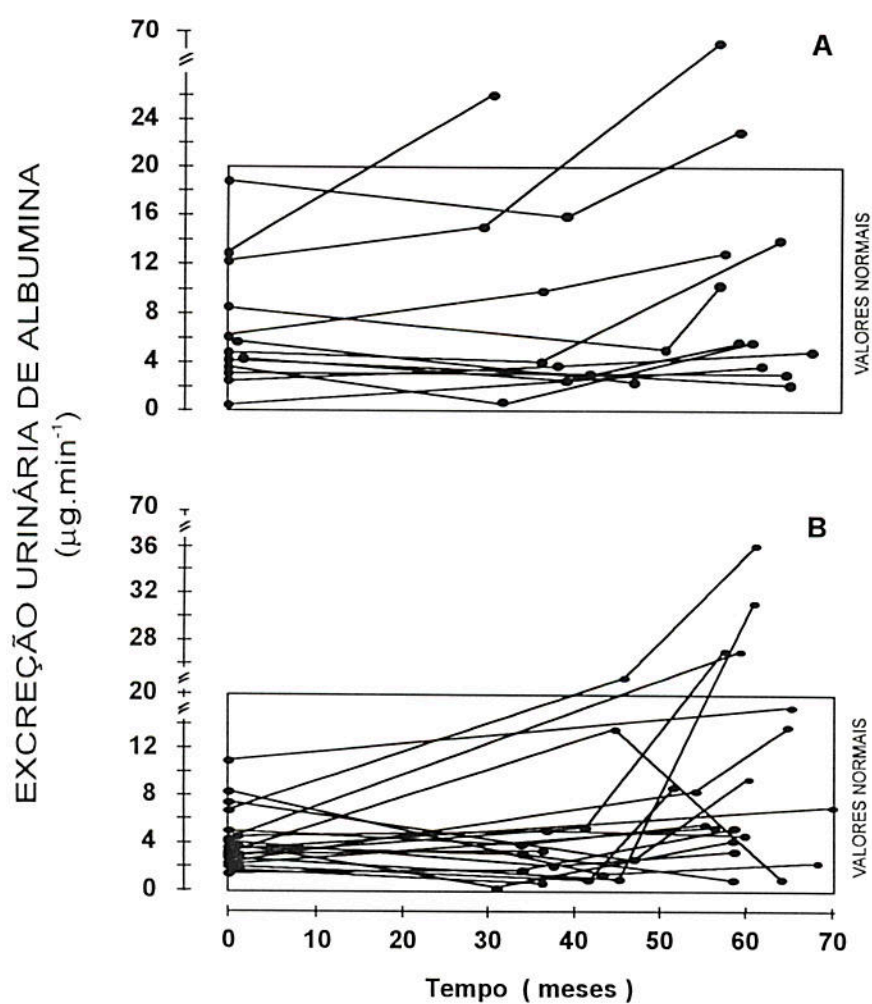 EXCREÇÃO URINÁRIA DE ALBUMINA
(µg.min⁻¹)
A
70
24
20
16
12
8
4
0
VALORES NORMAIS
B
70
36
32
28
20
12
8
4
0
VALORES NORMAIS
0 10 20 30 40 50 60 70
Tempo ( meses )